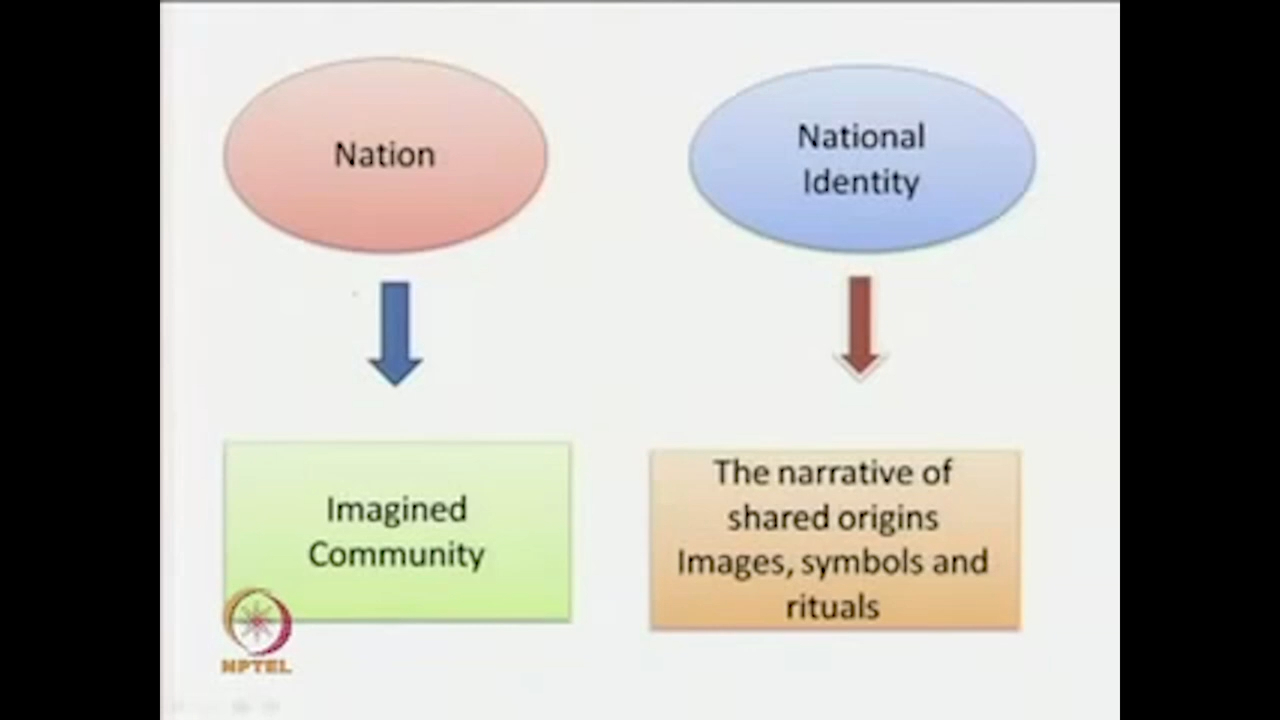 Nation
National
Identity
Imagined
Community
The narrative of
shared origins
Images, symbols and
rituals
NPTEL